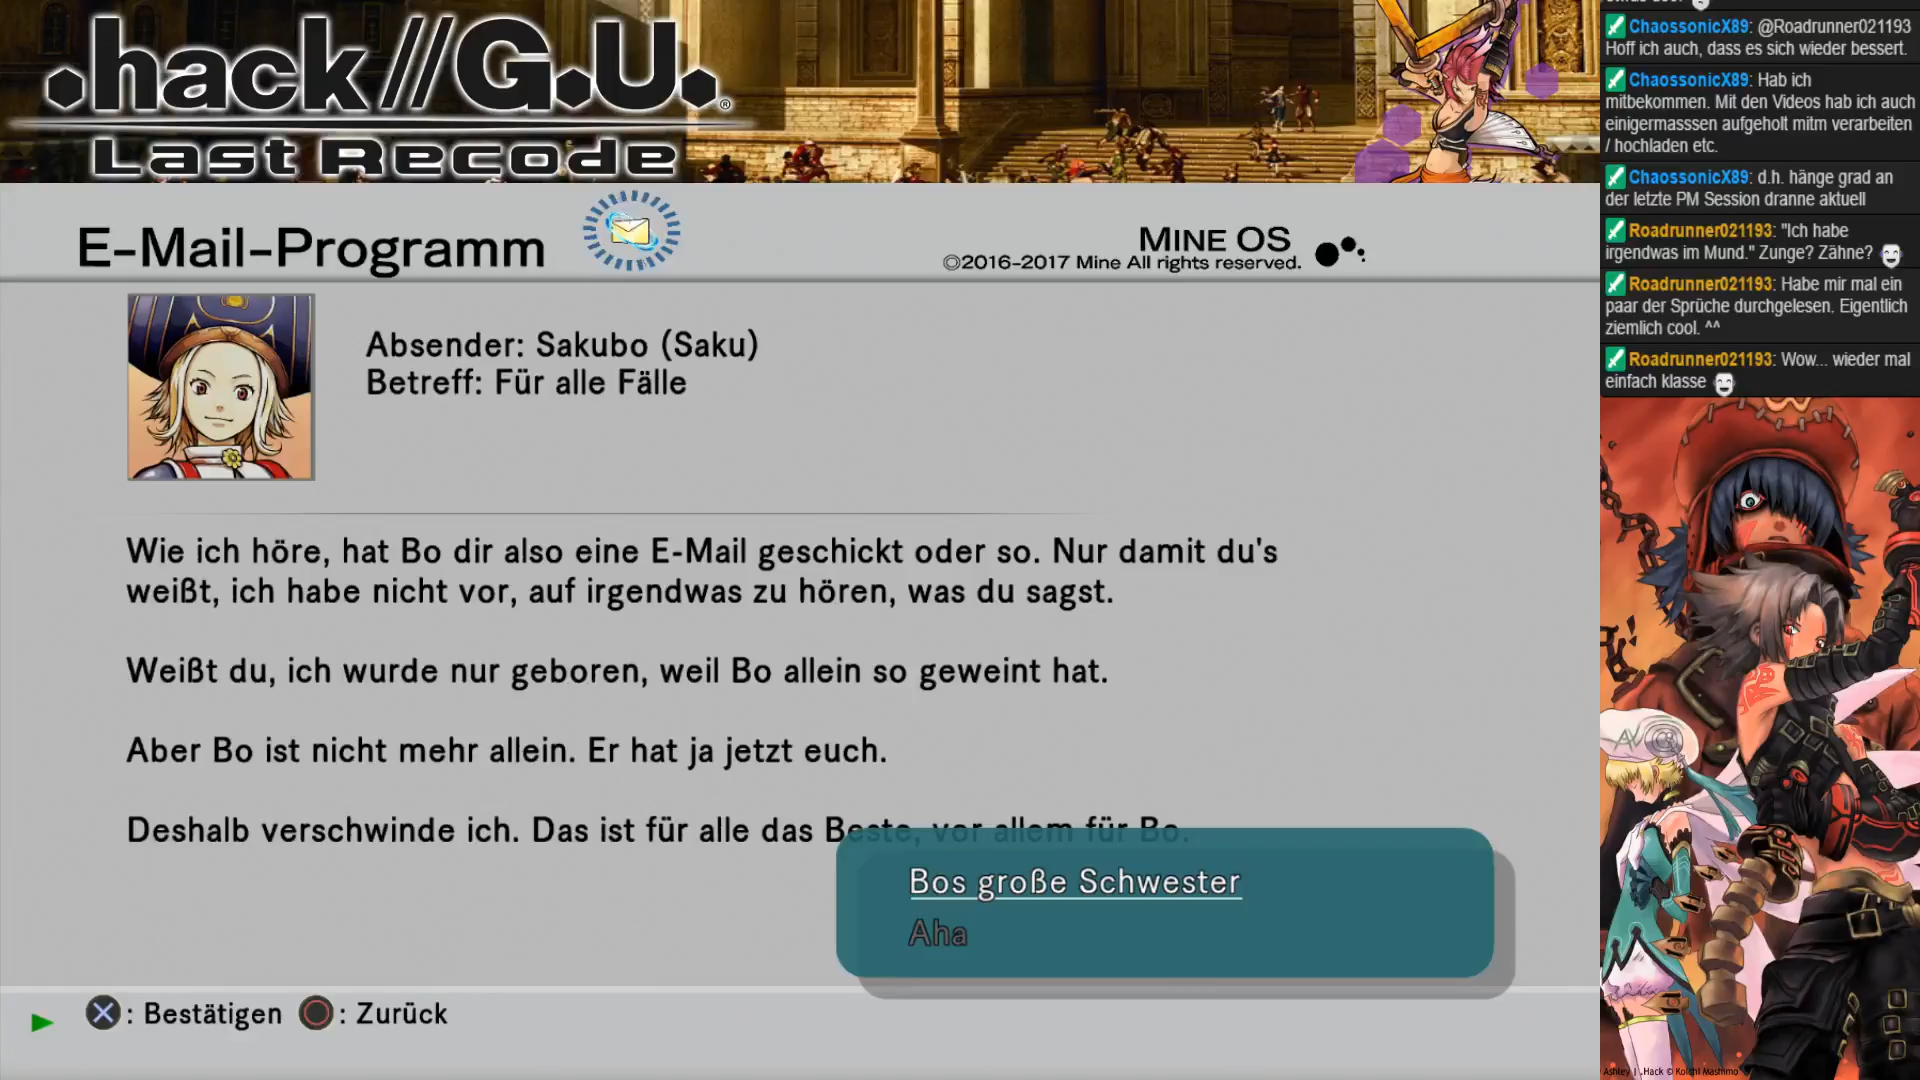 .hack//G.U.®
Last Recode
E-Mail-Programm
MINE OS
©2016-2017 Mine All rights reserved.
Absender: Sakubo (Saku)
Betreff: Für alle Fälle
Wie ich höre, hat Bo dir also eine E-Mail geschickt oder so. Nur damit du's
weißt, ich habe nicht vor, auf irgendwas zu hören, was du sagst.
Weißt du, ich wurde nur geboren, weil Bo allein so geweint hat.
Aber Bo ist nicht mehr allein. Er hat ja jetzt euch.
Deshalb verschwinde ich. Das ist für alle das Beste, vor allem für Bo.
Bos große Schwester
Aha
: Bestätigen : Zurück
ChaossonicX89: @Roadrunner021193
Hoff ich auch, dass es sich wieder bessert.
ChaossonicX89: Hab ich
mitbekommen. Mit den Videos hab ich auch
einigermasssen aufgeholt mitm verarbeiten
/ hochladen etc.
ChaossonicX89: d.h. hänge grad an
der letzte PM Session dranne aktuell
Roadrunner021193: "Ich habe
irgendwas im Mund." Zunge? Zähne?
Roadrunner021193: Habe mir mal ein
paar der Sprüche durchgelesen. Eigentlich
ziemlich cool. ^^
Roadrunner021193: Wow... wieder mal
einfach klasse
Ashley | .Hack © Koichi Mashimo